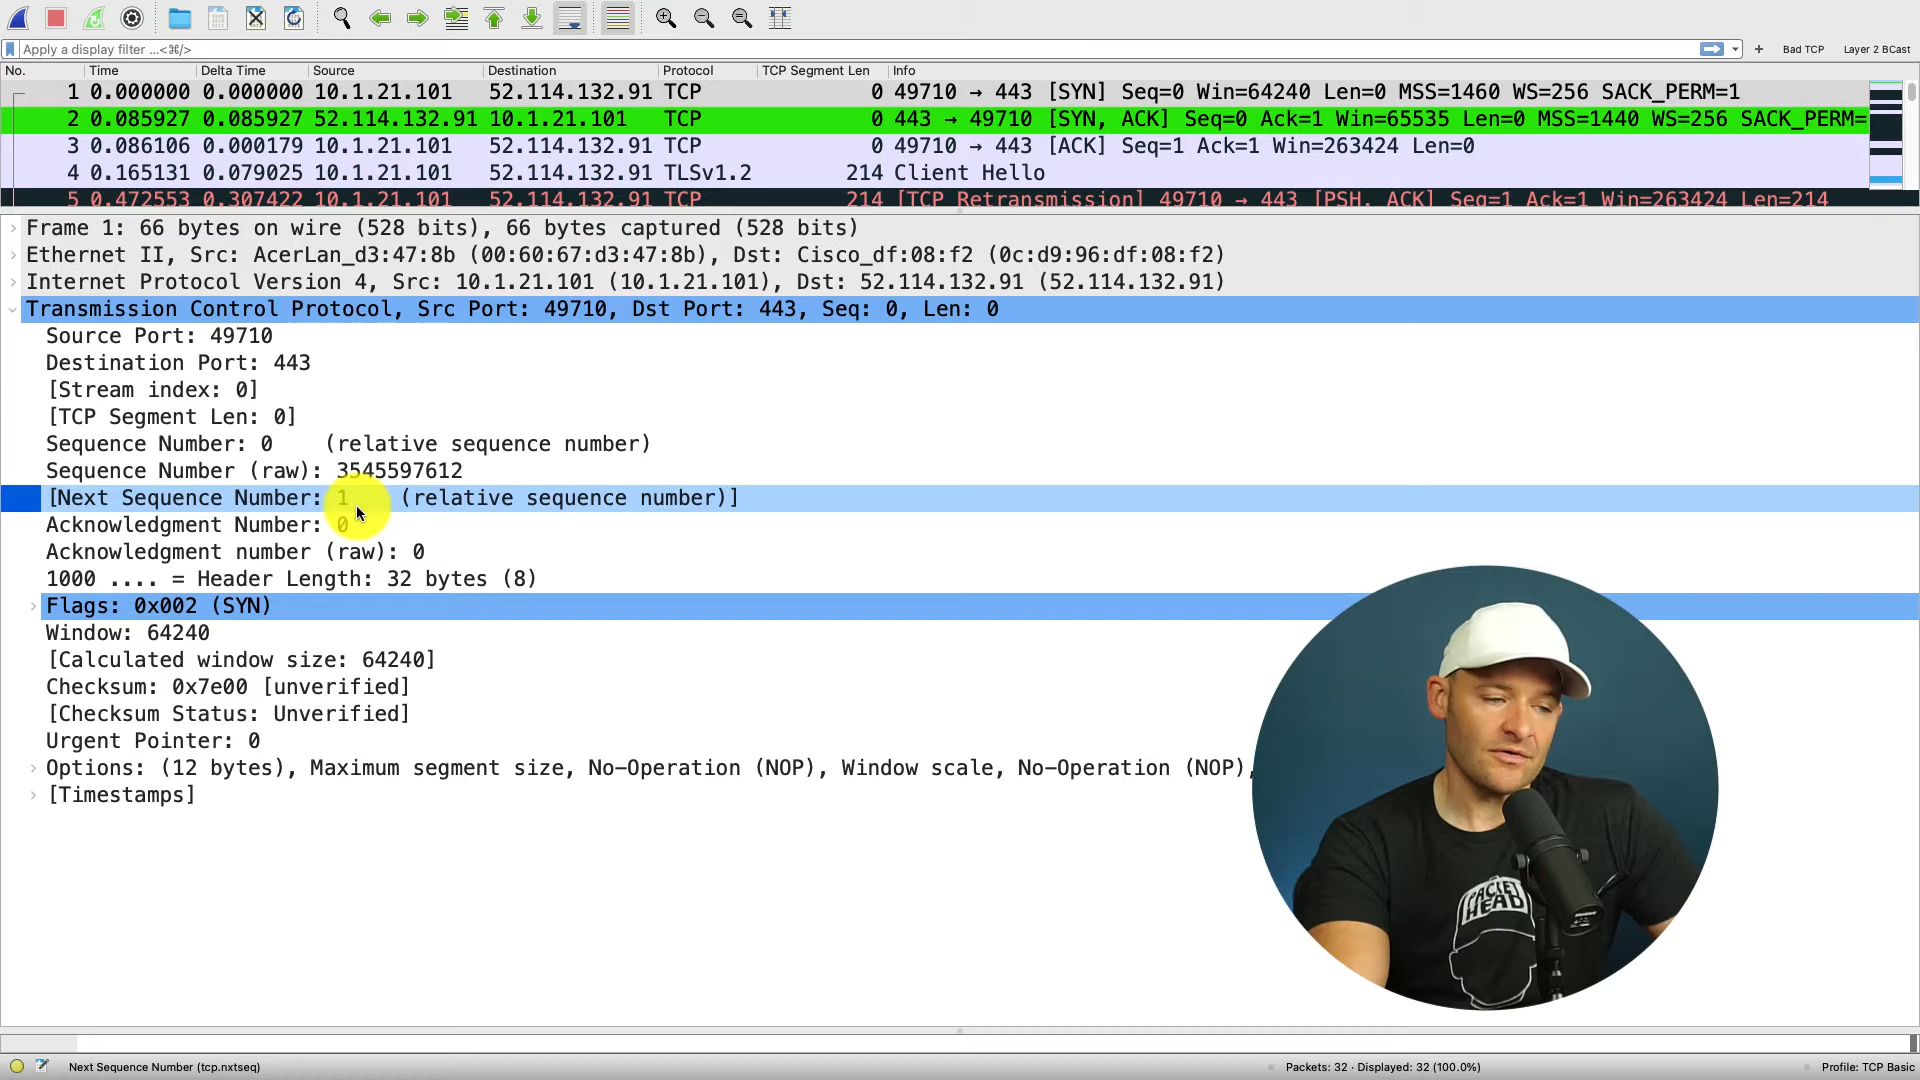 Apply a display filter ...<⌘/>
+ Bad TCP Layer 2 BCast
No. Time Delta Time Source Destination Protocol TCP Segment Len Info
1 0.000000 0.000000 10.1.21.101 52.114.132.91 TCP 0 49710 → 443 [SYN] Seq=0 Win=64240 Len=0 MSS=1460 WS=256 SACK_PERM=1
2 0.085927 0.085927 52.114.132.91 10.1.21.101 TCP 0 443 → 49710 [SYN, ACK] Seq=0 Ack=1 Win=65535 Len=0 MSS=1440 WS=256 SACK_PERM=
3 0.086106 0.000179 10.1.21.101 52.114.132.91 TCP 0 49710 → 443 [ACK] Seq=1 Ack=1 Win=263424 Len=0
4 0.165131 0.079025 10.1.21.101 52.114.132.91 TLSv1.2 214 Client Hello
5 0.472553 0.307422 10.1.21.101 52.114.132.91 TCP 214 [TCP Retransmission] 49710 → 443 [PSH, ACK] Seq=1 Ack=1 Win=263424 Len=214
Frame 1: 66 bytes on wire (528 bits), 66 bytes captured (528 bits)
Ethernet II, Src: AcerLan_d3:47:8b (00:60:67:d3:47:8b), Dst: Cisco_df:08:f2 (0c:d9:96:df:08:f2)
Internet Protocol Version 4, Src: 10.1.21.101 (10.1.21.101), Dst: 52.114.132.91 (52.114.132.91)
Transmission Control Protocol, Src Port: 49710, Dst Port: 443, Seq: 0, Len: 0
Source Port: 49710
Destination Port: 443
[Stream index: 0]
[TCP Segment Len: 0]
Sequence Number: 0 (relative sequence number)
Sequence Number (raw): 3545597612
[Next Sequence Number: 1 (relative sequence number)]
Acknowledgment Number: 0
Acknowledgment number (raw): 0
1000 .... = Header Length: 32 bytes (8)
Flags: 0x002 (SYN)
Window: 64240
[Calculated window size: 64240]
Checksum: 0x7e00 [unverified]
[Checksum Status: Unverified]
Urgent Pointer: 0
Options: (12 bytes), Maximum segment size, No-Operation (NOP), Window scale, No-Operation (NOP),
[Timestamps]
PACKET
HEAD
Next Sequence Number (tcp.nxtseq)
Packets: 32 · Displayed: 32 (100.0%)
Profile: TCP Basic